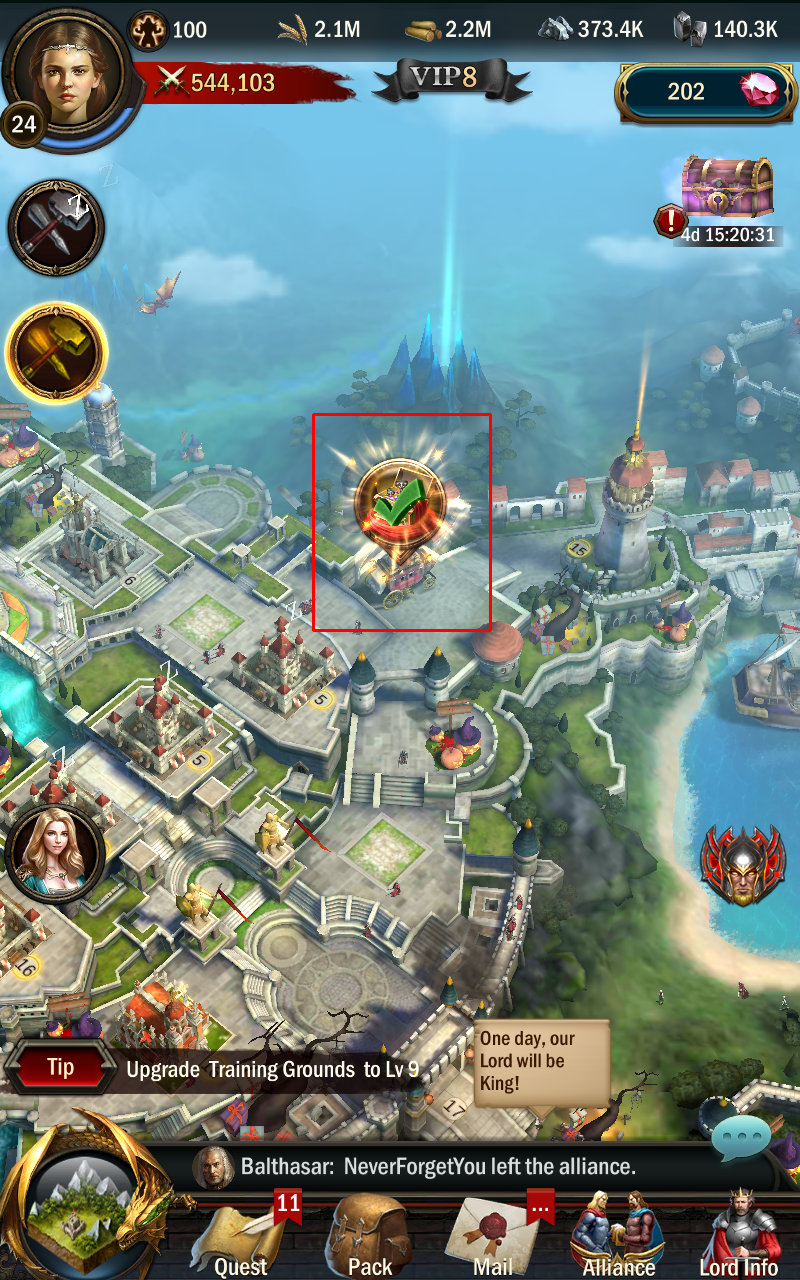 100
2.1M
2.2M
373.4K
140.3K
544,103
VIP8
202
24
4d 15:20:31
15
6
5
5
16
One day, our
Lord will be
King!
Tip
Upgrade Training Grounds to Lv 9
17
Balthasar: NeverForgetYou left the alliance.
11
...
Quest
Pack
Mail
Alliance
Lord Info